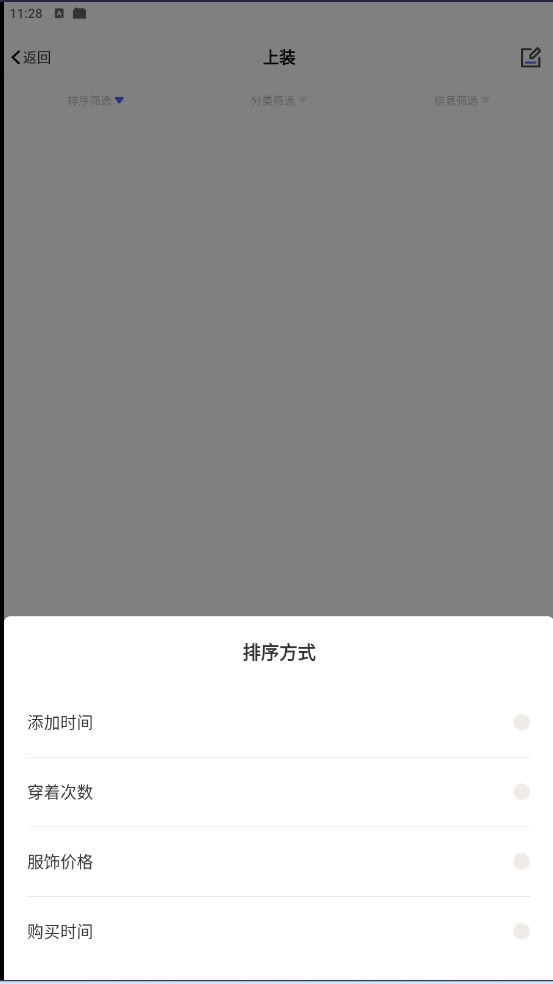 11:28
返回
上装
排序筛选
分类筛选
信息筛选
排序方式
添加时间
穿着次数
服饰价格
购买时间